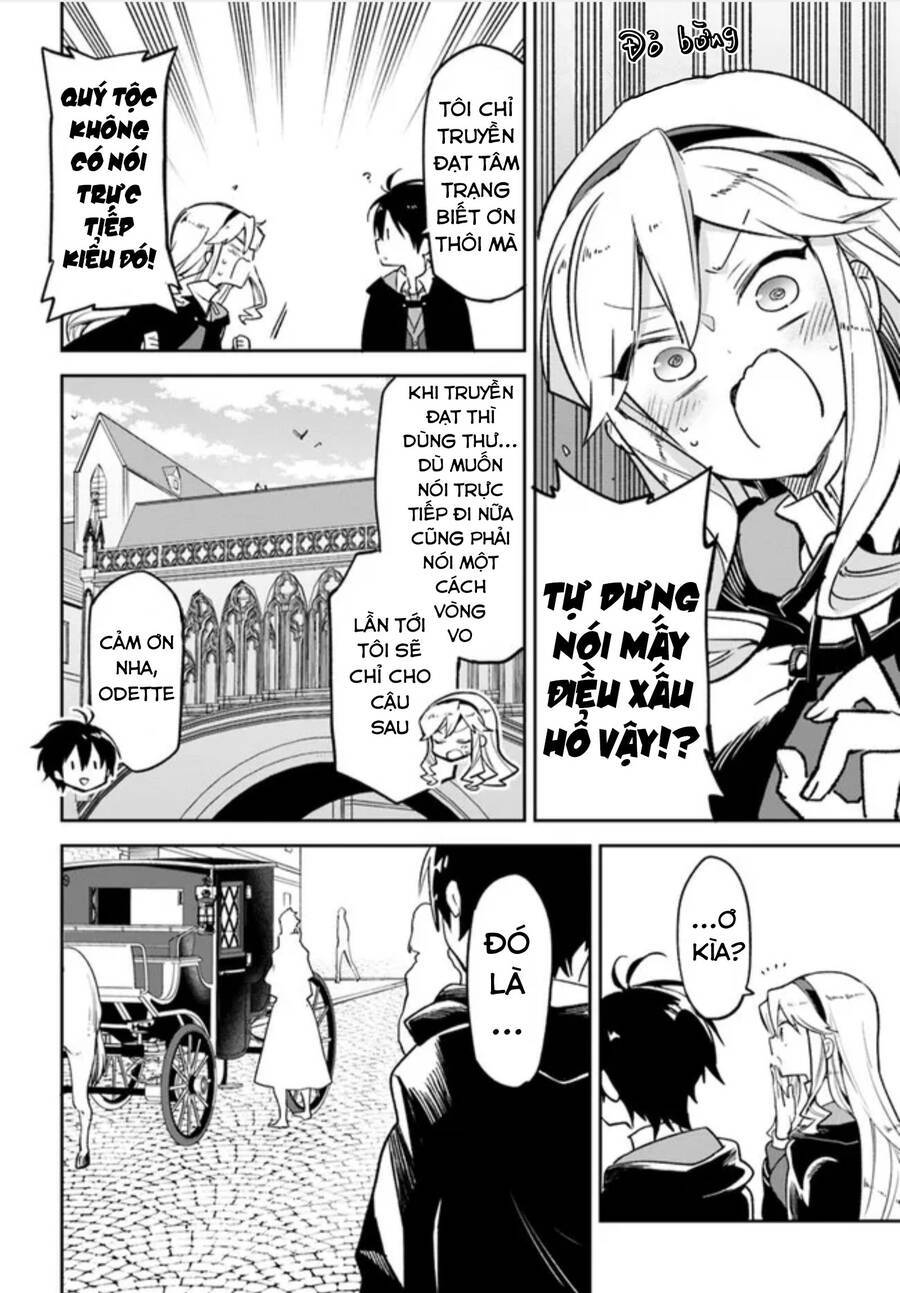 Đỏ bừng
TỰ DƯNG
NÓI MẤY
ĐIỀU XẤU
HỔ VẬY!?
TÔI CHỈ
TRUYỀN
ĐẠT TÂM
TRẠNG
BIẾT ƠN
THÔI MÀ
QUÝ TỘC
KHÔNG
CÓ NÓI
TRỰC
TIẾP
KIỂU ĐÓ!
KHI TRUYỀN
ĐẠT THÌ
DÙNG THƯ...
DÙ MUỐN
NÓI TRỰC
TIẾP ĐI NỮA
CŨNG PHẢI
NÓI MỘT
CÁCH
VÒNG
VO
LẦN TỚI
TÔI SẼ
CHỈ CHO
CẬU
SAU
CẢM ƠN
NHA,
ODETTE
...Ơ
KÌA?
ĐÓ
LÀ
...